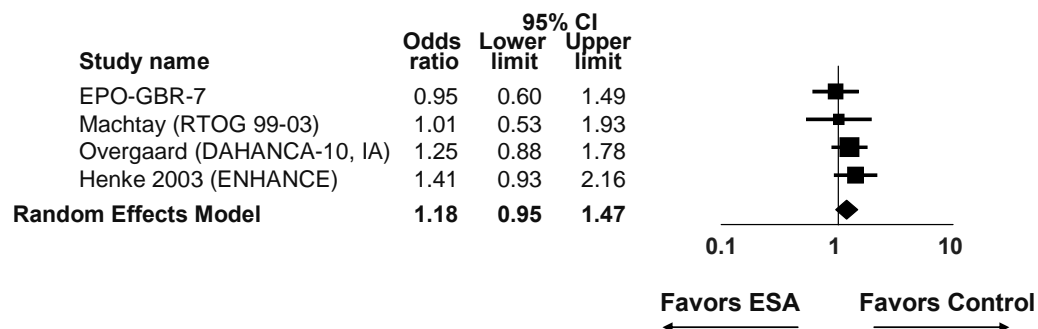 95% CI
Odds Lower Upper
Study name ratio limit limit
EPO-GBR-7 0.95 0.60 1.49
Machtay (RTOG 99-03) 1.01 0.53 1.93
Overgaard (DAHANCA-10, IA) 1.25 0.88 1.78
Henke 2003 (ENHANCE) 1.41 0.93 2.16
Random Effects Model 1.18 0.95 1.47
0.1 1 10
Favors ESA Favors Control